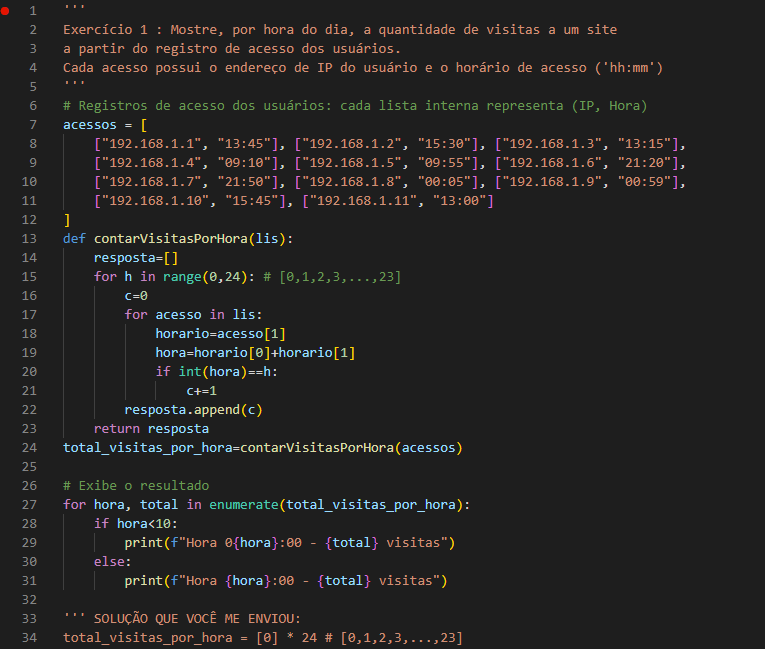 1 '''
2 Exercício 1 : Mostre, por hora do dia, a quantidade de visitas a um site
3 a partir do registro de acesso dos usuários.
4 Cada acesso possui o endereço de IP do usuário e o horário de acesso ('hh:mm')
5 '''
6 # Registros de acesso dos usuários: cada lista interna representa (IP, Hora)
7 acessos = [
8     ["192.168.1.1", "13:45"], ["192.168.1.2", "15:30"], ["192.168.1.3", "13:15"],
9     ["192.168.1.4", "09:10"], ["192.168.1.5", "09:55"], ["192.168.1.6", "21:20"],
10     ["192.168.1.7", "21:50"], ["192.168.1.8", "00:05"], ["192.168.1.9", "00:59"],
11     ["192.168.1.10", "15:45"], ["192.168.1.11", "13:00"]
12 ]
13 def contarVisitasPorHora(lis):
14     resposta=[]
15     for h in range(0,24): # [0,1,2,3,...,23]
16         c=0
17         for acesso in lis:
18             horario=acesso[1]
19             hora=horario[0]+horario[1]
20             if int(hora)==h:
21                 c+=1
22         resposta.append(c)
23     return resposta
24 total_visitas_por_hora=contarVisitasPorHora(acessos)
25
26 # Exibe o resultado
27 for hora, total in enumerate(total_visitas_por_hora):
28     if hora<10:
29         print(f"Hora 0{hora}:00 - {total} visitas")
30     else:
31         print(f"Hora {hora}:00 - {total} visitas")
32
33 ''' SOLUÇÃO QUE VOCÊ ME ENVIOU:
34 total_visitas_por_hora = [0] * 24 # [0,1,2,3,...,23]